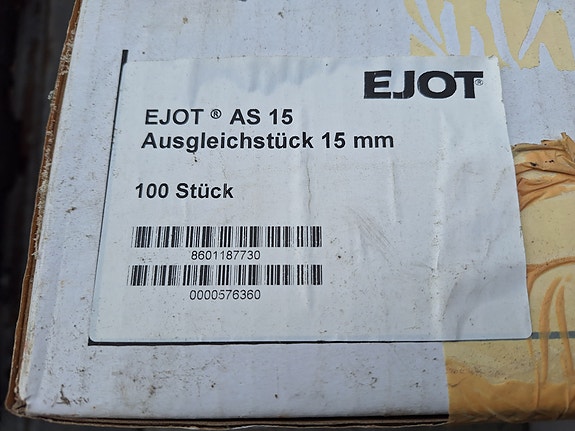 EJOT®
EJOT ® AS 15
Ausgleichstück 15 mm
100 Stück
8601187730
0000576360